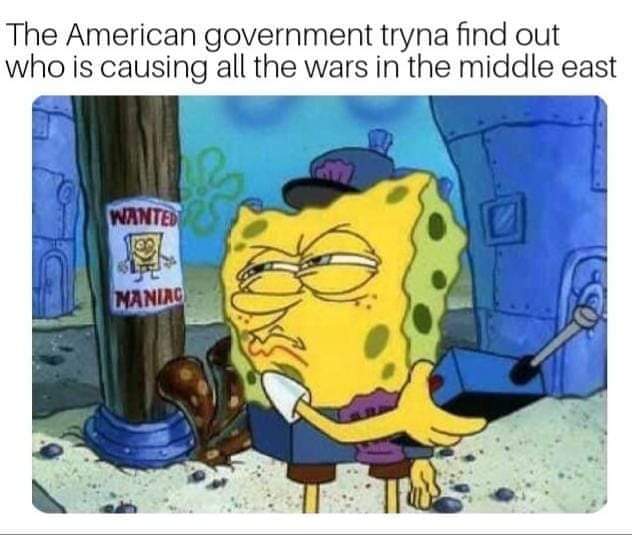 The American government tryna find out
who is causing all the wars in the middle east
WANTED
MANIAC